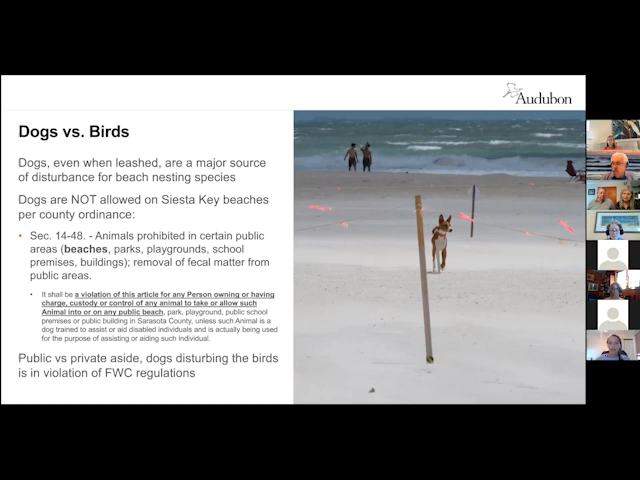 Audubon
Dogs vs. Birds
Dogs, even when leashed, are a major source
of disturbance for beach nesting species
Dogs are NOT allowed on Siesta Key beaches
per county ordinance:
• Sec. 14-48. - Animals prohibited in certain public
areas (beaches, parks, playgrounds, school
premises, buildings); removal of fecal matter from
public areas.
• It shall be a violation of this article for any Person owning or having
charge, custody or control of any animal to take or allow such
Animal into or on any public beach, park, playground, public school
premises or public building in Sarasota County, unless such Animal is a
dog trained to assist or aid disabled individuals and is actually being used
for the purpose of assisting or aiding such individual.
Public vs private aside, dogs disturbing the birds
is in violation of FWC regulations